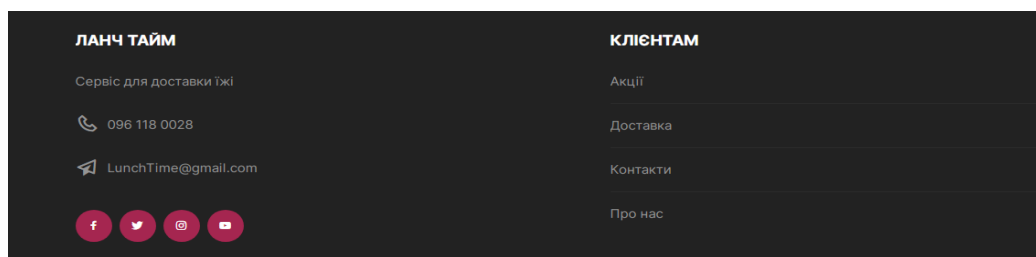 ЛАНЧ ТАЙМ
Сервіс для доставки їжі
096 118 0028
LunchTime@gmail.com
КЛІЄНТАМ
Акції
Доставка
Контакти
Про нас